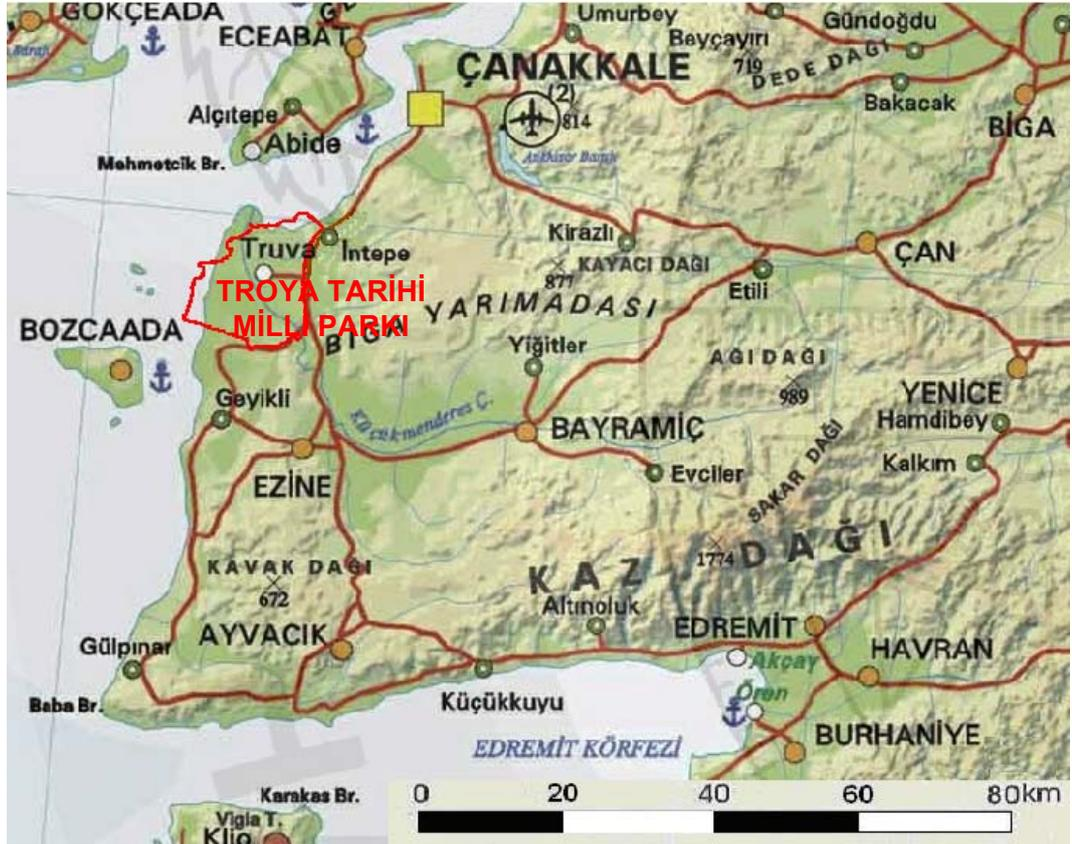 GÖKÇEADA
ECEABAT
Umurbey
Gündoğdu
Bayçayırı
719
DEDE DAĞI
ÇANAKKALE
(2)
814
Bakacak
BİGA
Alçıtepe
Abide
Mehmetcik Br.
Truva
İntepe
Kirazlı
877
KAYACI DAĞI
ÇAN
Etili
TROYA TARİHİ
MİLLİ PARKI
BİGA YARIMADASI
BOZCAADA
Yiğitler
AĞI DAĞI
989
YENİCE
Hamdibey
Geyikli
Küçükmenderes Ç.
BAYRAMİÇ
Evciler
Kalkım
EZİNE
SAKAR DAĞI
KAZ DAĞI
1774
KAVAK DAĞI
672
Altınoluk
EDREMİT
Gülpınar
AYVACIK
Akçay
HAVRAN
Baba Br.
Küçükkuyu
Ören
EDREMİT KÖRFEZİ
BURHANİYE
Karakas Br.
Vigla T.
Klio
0 20 40 60 80km